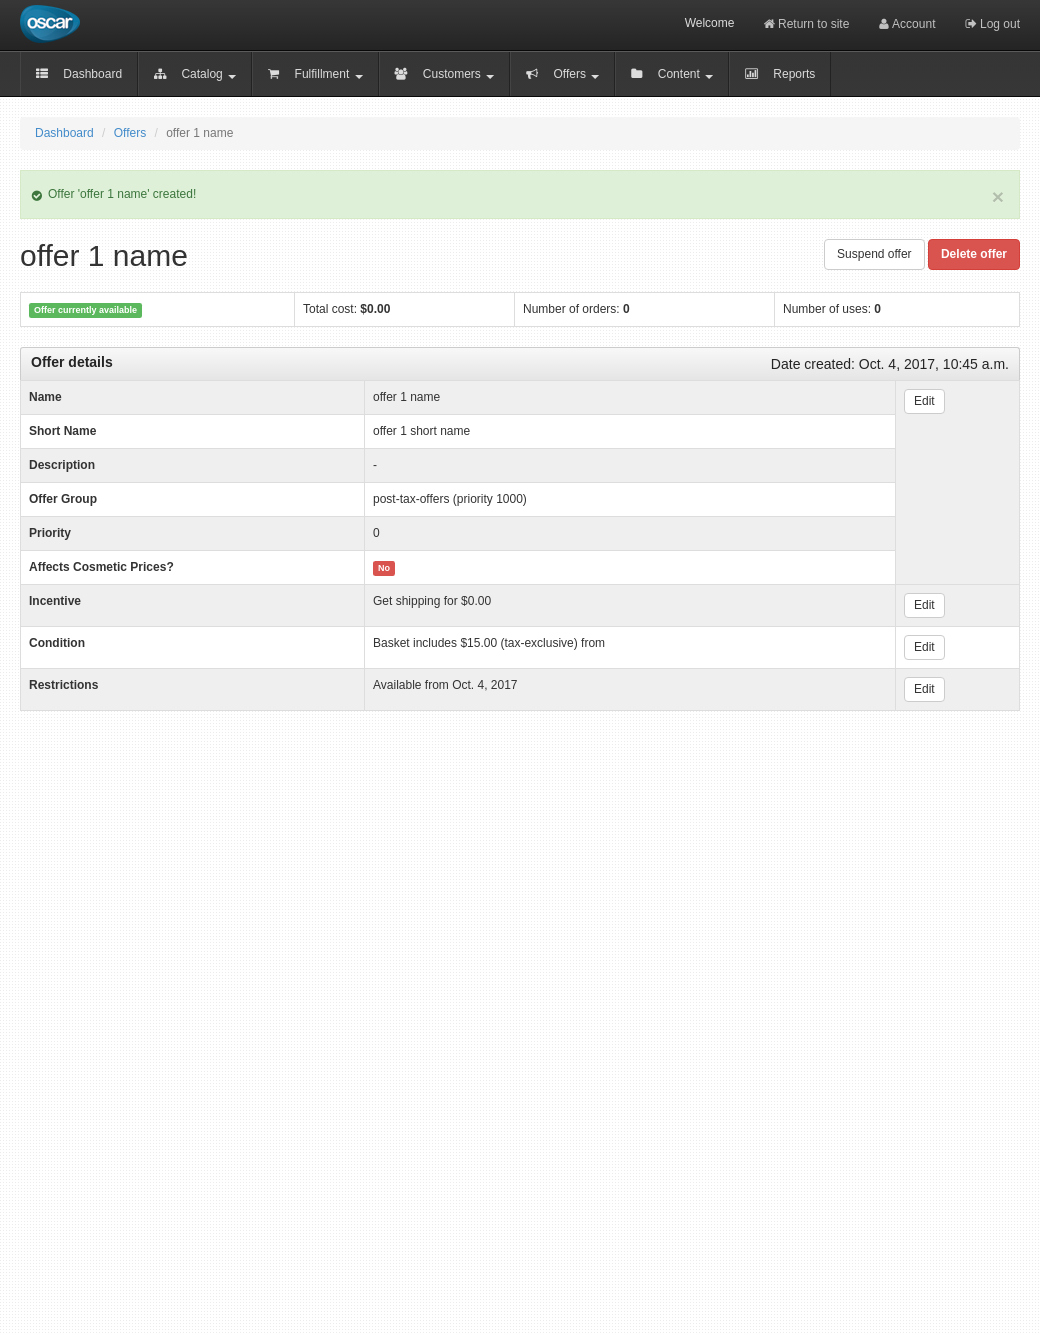 oscar Welcome Return to site Account Log out
Dashboard Catalog Fulfillment Customers Offers Content Reports
Dashboard / Offers / offer 1 name
Offer 'offer 1 name' created! ×
offer 1 name Suspend offer Delete offer
Offer currently available Total cost: $0.00 Number of orders: 0 Number of uses: 0
Offer details Date created: Oct. 4, 2017, 10:45 a.m.
Name offer 1 name Edit
Short Name offer 1 short name
Description -
Offer Group post-tax-offers (priority 1000)
Priority 0
Affects Cosmetic Prices? No
Incentive Get shipping for $0.00 Edit
Condition Basket includes $15.00 (tax-exclusive) from Edit
Restrictions Available from Oct. 4, 2017 Edit